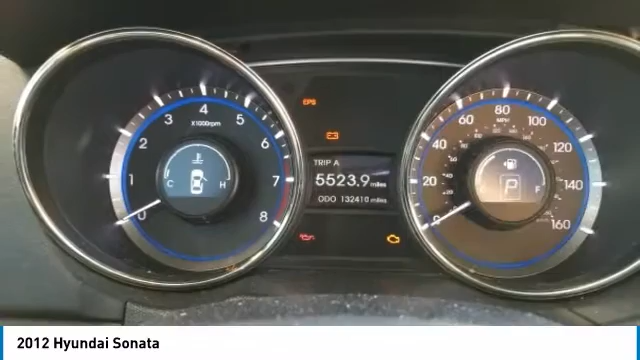 4
3
5
X1000rpm
2
6
1
7
0
8
C
H
EPS
TRIP A
5523.9 miles
ODO 132410 miles
80
60
MPH
100
40
120
20
140
0
160
P
F
2012 Hyundai Sonata